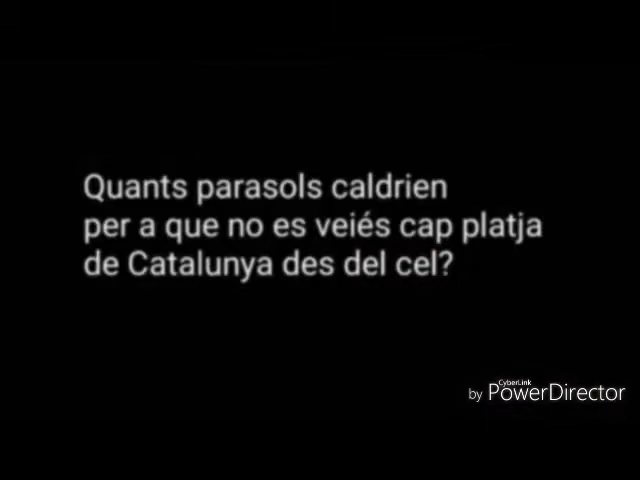 Quants parasols caldrien
per a que no es veiés cap platja
de Catalunya des del cel?
CyberLink
by PowerDirector